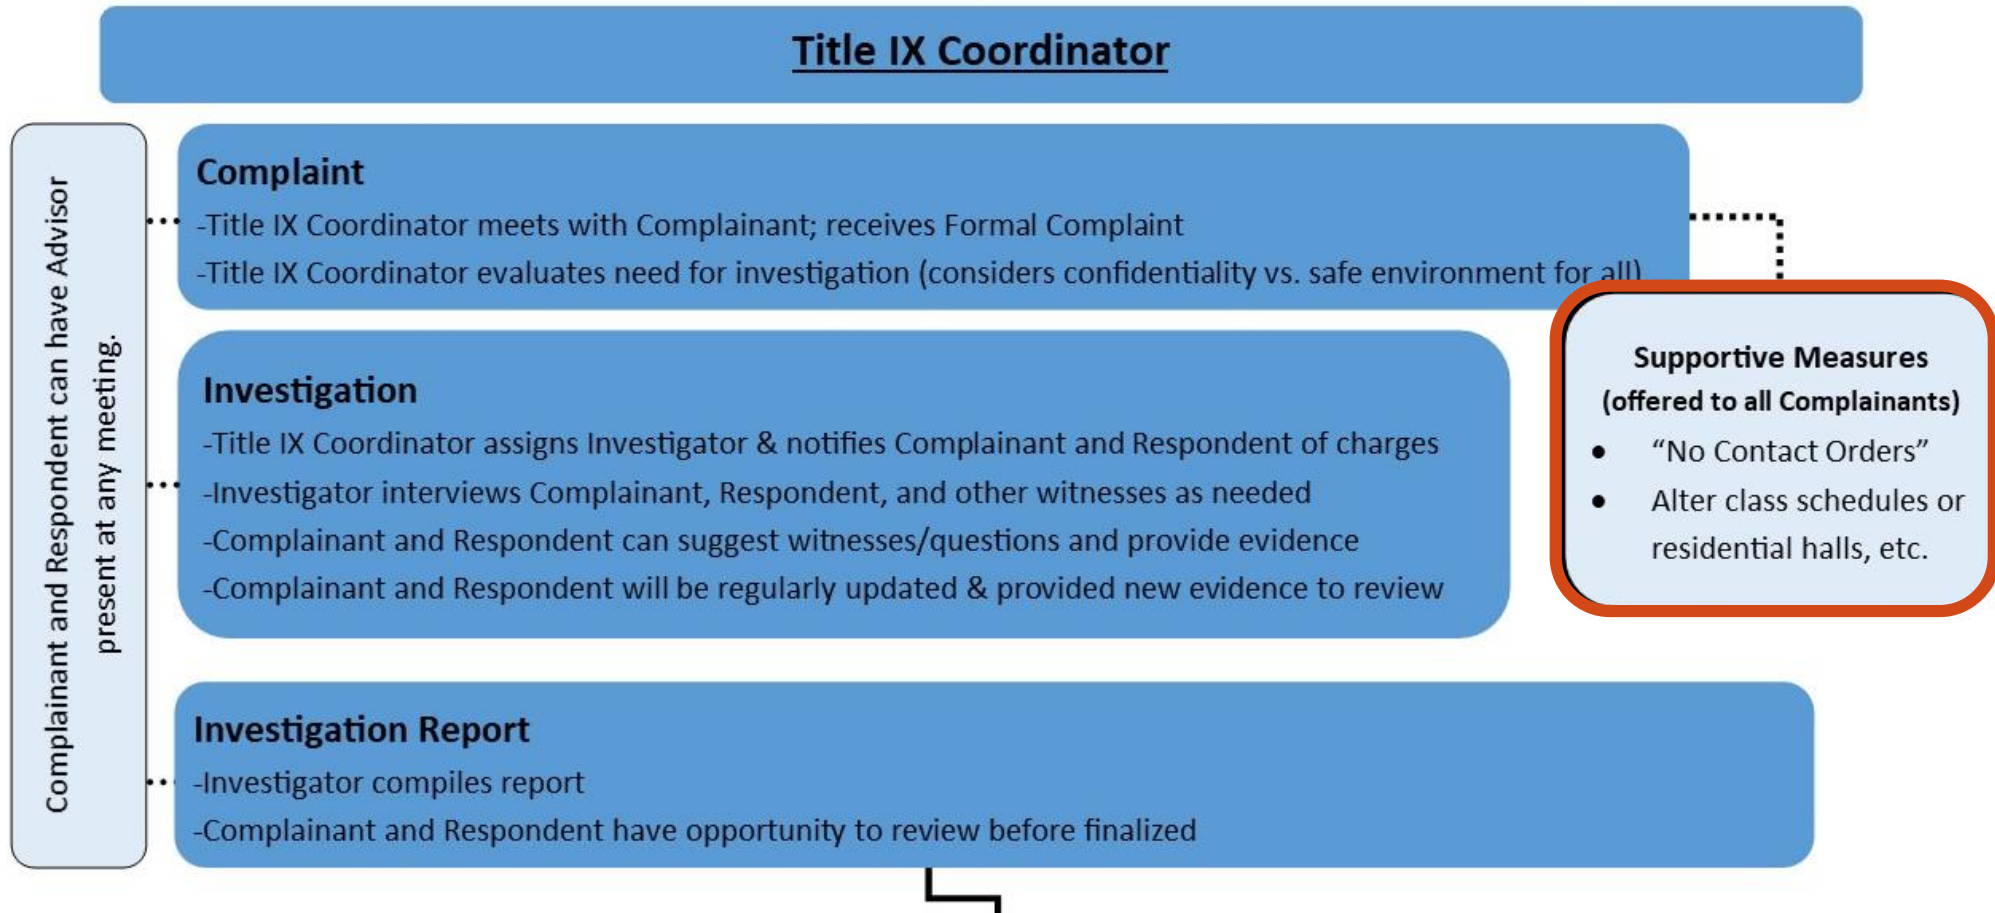 Title IX Coordinator
Complainant and Respondent can have Advisor
present at any meeting.
Complaint
-Title IX Coordinator meets with Complainant; receives Formal Complaint
-Title IX Coordinator evaluates need for investigation (considers confidentiality vs. safe environment for all)
Investigation
-Title IX Coordinator assigns Investigator & notifies Complainant and Respondent of charges
-Investigator interviews Complainant, Respondent, and other witnesses as needed
-Complainant and Respondent can suggest witnesses/questions and provide evidence
-Complainant and Respondent will be regularly updated & provided new evidence to review
Supportive Measures
(offered to all Complainants)
• “No Contact Orders”
• Alter class schedules or
residential halls, etc.
Investigation Report
-Investigator compiles report
-Complainant and Respondent have opportunity to review before finalized